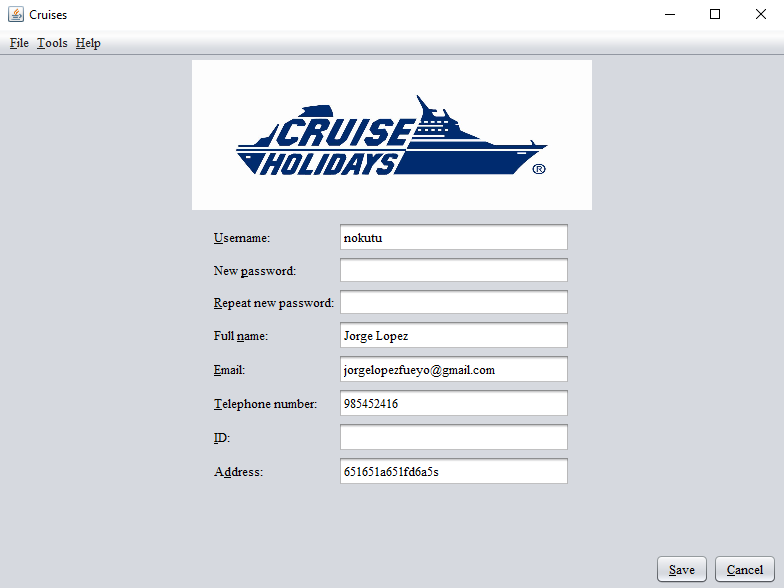 Cruises
File Tools Help
CRUISE
HOLIDAYS ®
Username: nokutu
New password:
Repeat new password:
Full name: Jorge Lopez
Email: jorgelopezfueyo@gmail.com
Telephone number: 985452416
ID:
Address: 651651a651fd6a5s
Save Cancel